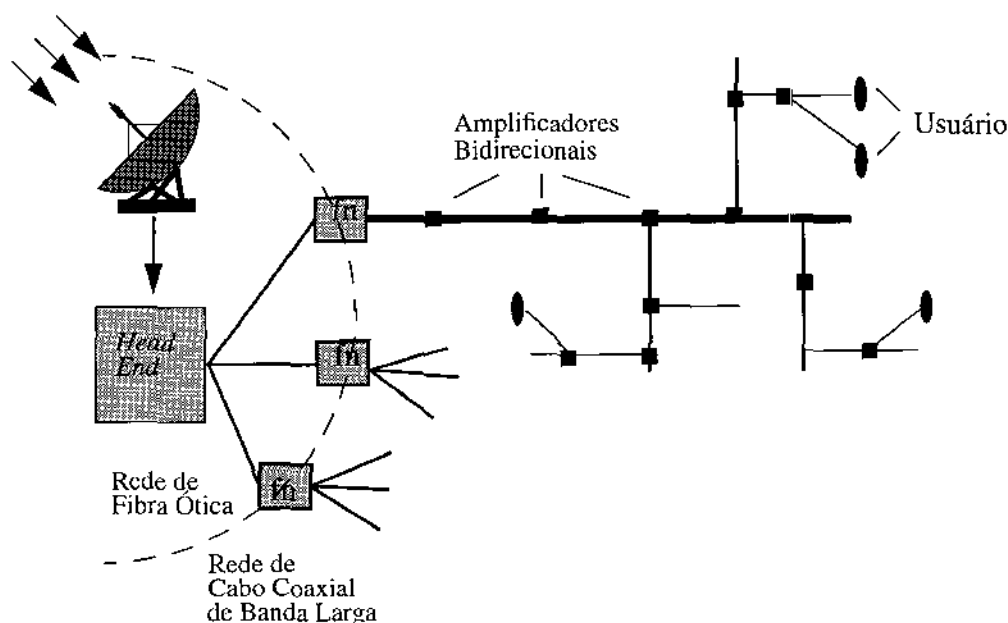 Amplificadores
Bidirecionais
Usuário
fn
Head
End
fn
fn
Rede de
Fibra Ótica
Rede de
Cabo Coaxial
de Banda Larga